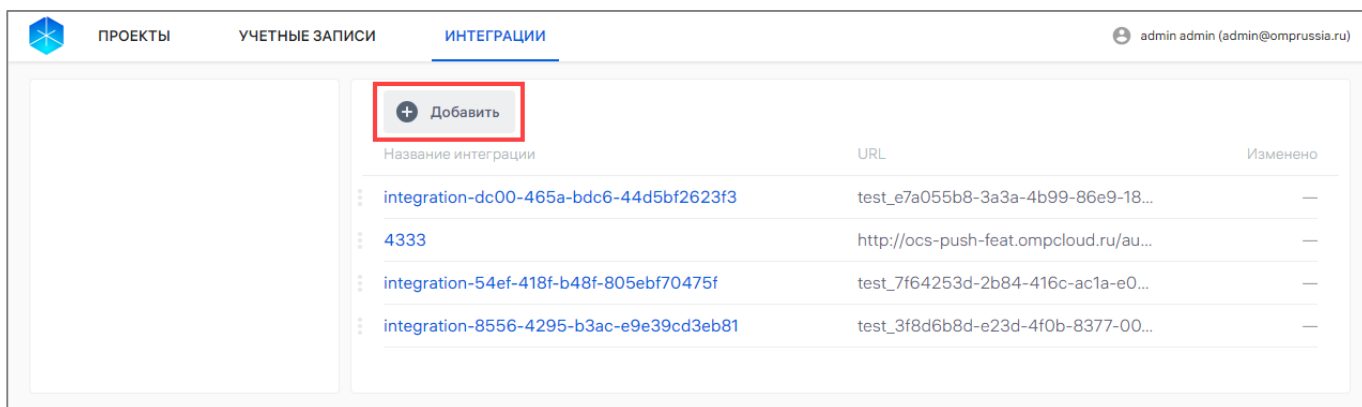 ПРОЕКТЫ УЧЕТНЫЕ ЗАПИСИ ИНТЕГРАЦИИ admin admin (admin@omprussia.ru)
Добавить
Название интеграции URL Изменено
integration-dc00-465a-bdc6-44d5bf2623f3 test_e7a055b8-3a3a-4b99-86e9-18... —
4333 http://ocs-push-feat.ompcloud.ru/au... —
integration-54ef-418f-b48f-805ebf70475f test_7f64253d-2b84-416c-ac1a-e0... —
integration-8556-4295-b3ac-e9e39cd3eb81 test_3f8d6b8d-e23d-4f0b-8377-00... —